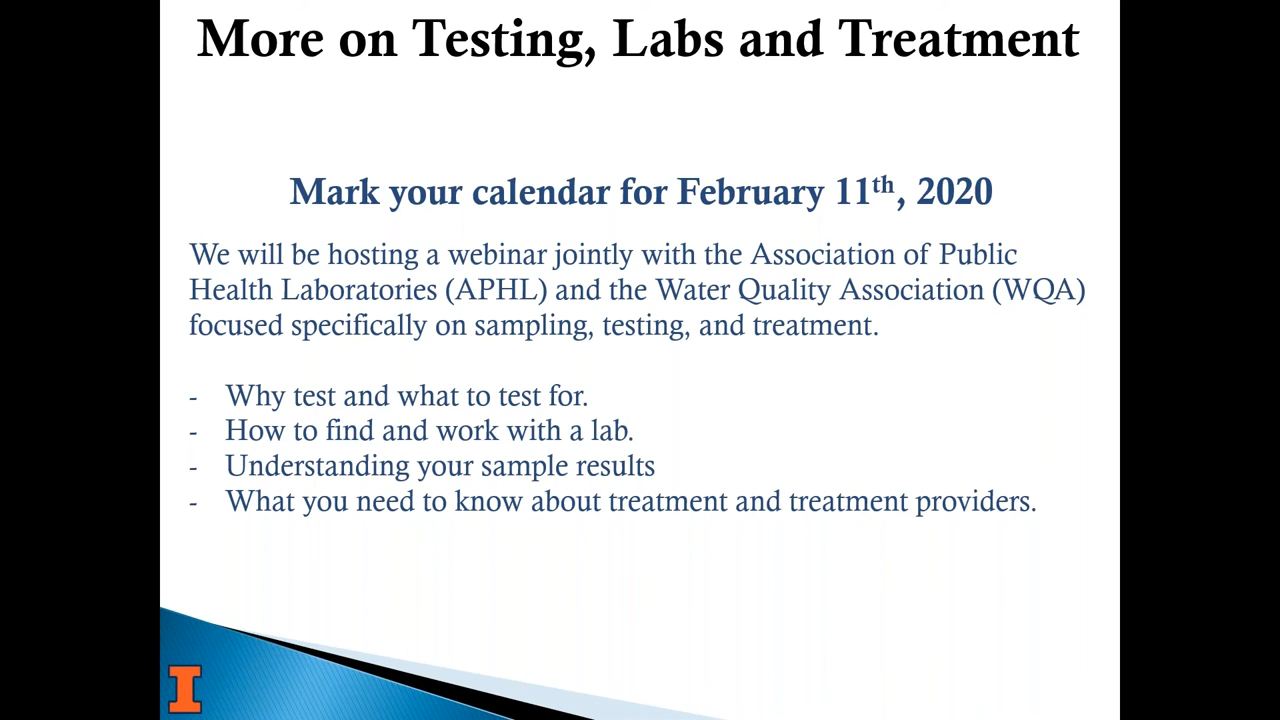 More on Testing, Labs and Treatment
Mark your calendar for February 11th, 2020
We will be hosting a webinar jointly with the Association of Public
Health Laboratories (APHL) and the Water Quality Association (WQA)
focused specifically on sampling, testing, and treatment.
- Why test and what to test for.
- How to find and work with a lab.
- Understanding your sample results
- What you need to know about treatment and treatment providers.
I